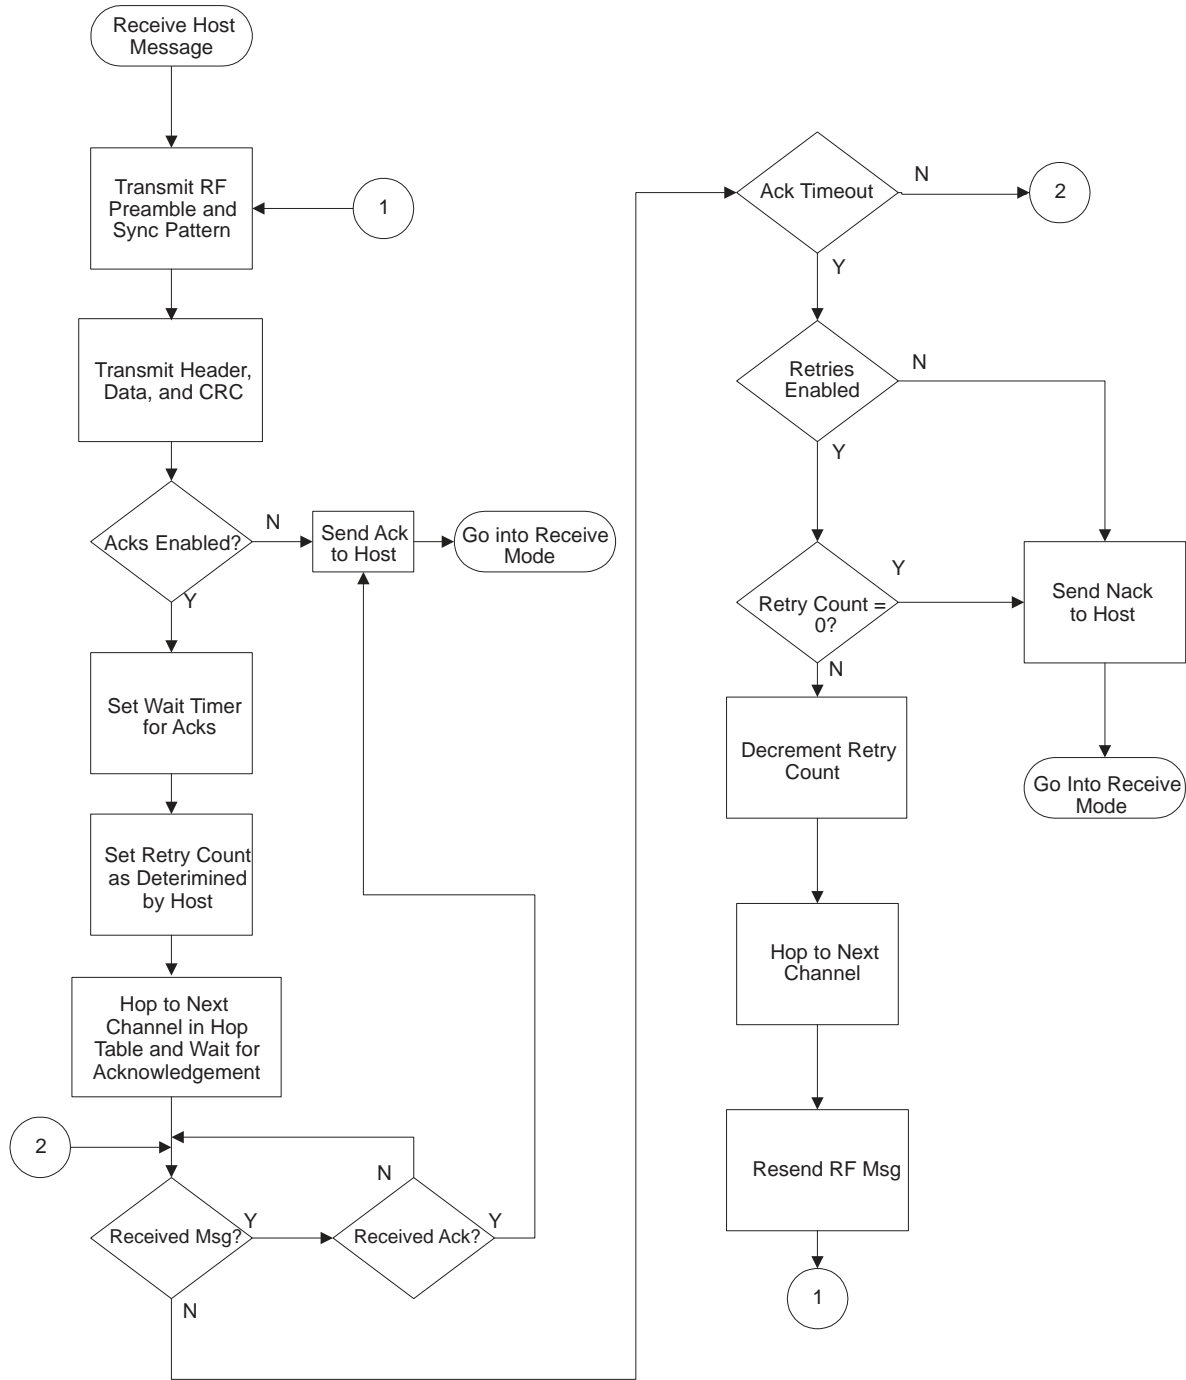 Receive Host
Message
Transmit RF
Preamble and
Sync Pattern
1
Transmit Header,
Data, and CRC
Acks Enabled?
N
Y
Send Ack
to Host
Go into Receive
Mode
Set Wait Timer
for Acks
Set Retry Count
as Deterimined
by Host
Hop to Next
Channel in Hop
Table and Wait for
Acknowledgement
2
Received Msg?
Y
N
Received Ack?
N
Y
Ack Timeout
N
2
Y
Retries
Enabled
N
Y
Retry Count =
0?
Y
N
Send Nack
to Host
Go Into Receive
Mode
Decrement Retry
Count
Hop to Next
Channel
Resend RF Msg
1